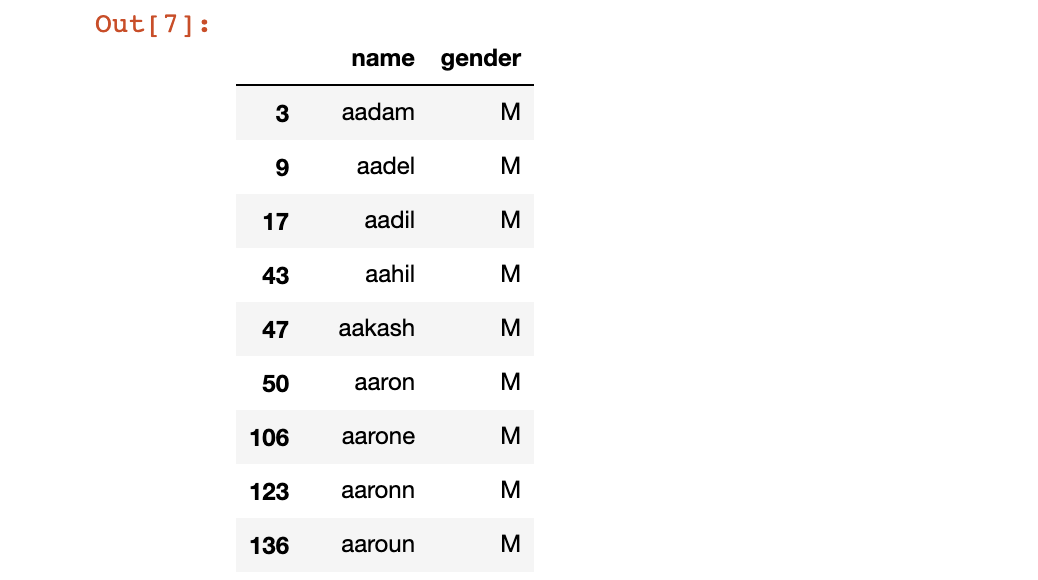 Out[7]:
name gender
3 aadam M
9 aadel M
17 aadil M
43 aahil M
47 aakash M
50 aaron M
106 aarone M
123 aaronn M
136 aaroun M